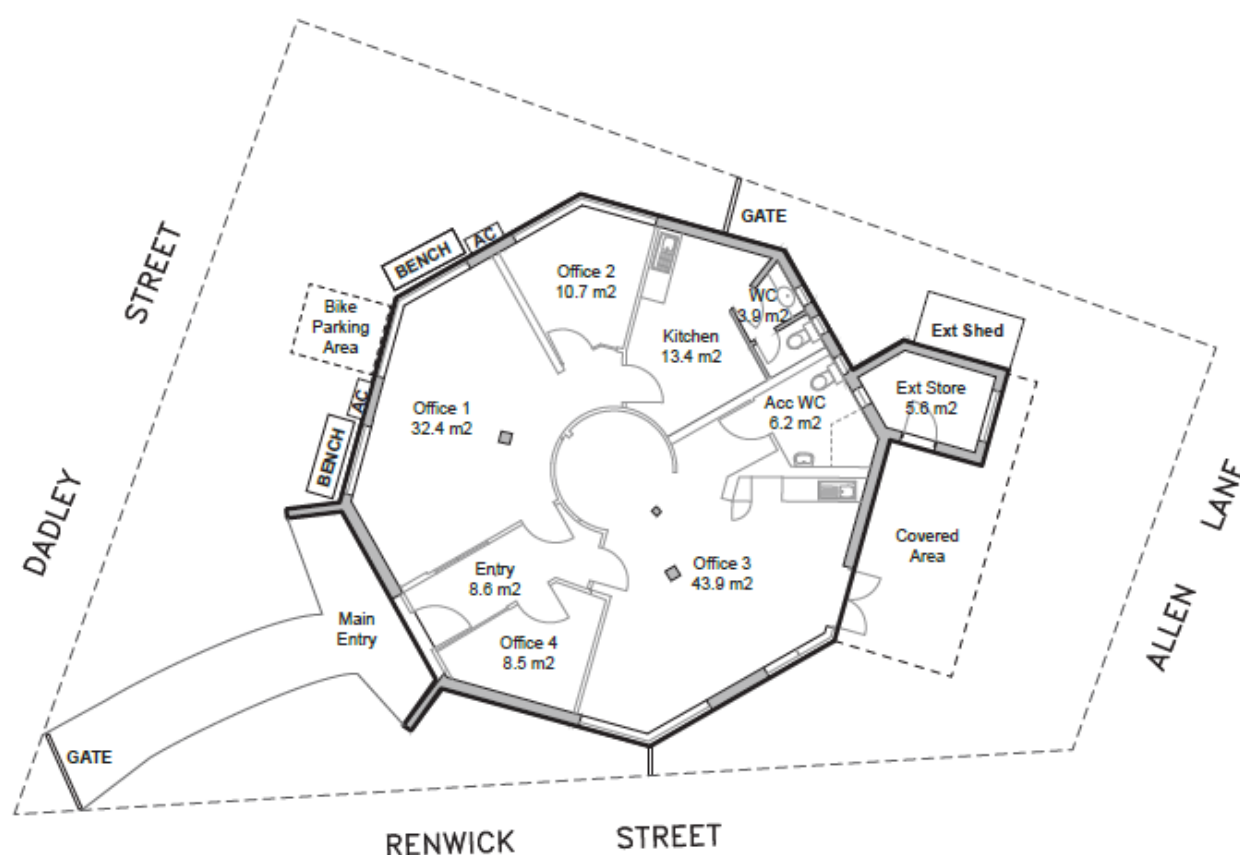 STREET
DADLEY
GATE
AC
BENCH
Office 2
10.7 m2
WC
3.9 m2
Bike
Parking
Area
Kitchen
13.4 m2
Ext Shed
Ext Store
5.6 m2
AC
Office 1
32.4 m2
Acc WC
6.2 m2
BENCH
Covered
Area
LANE
ALLEN
Entry
8.6 m2
Office 3
43.9 m2
Main
Entry
Office 4
8.5 m2
GATE
RENWICK STREET